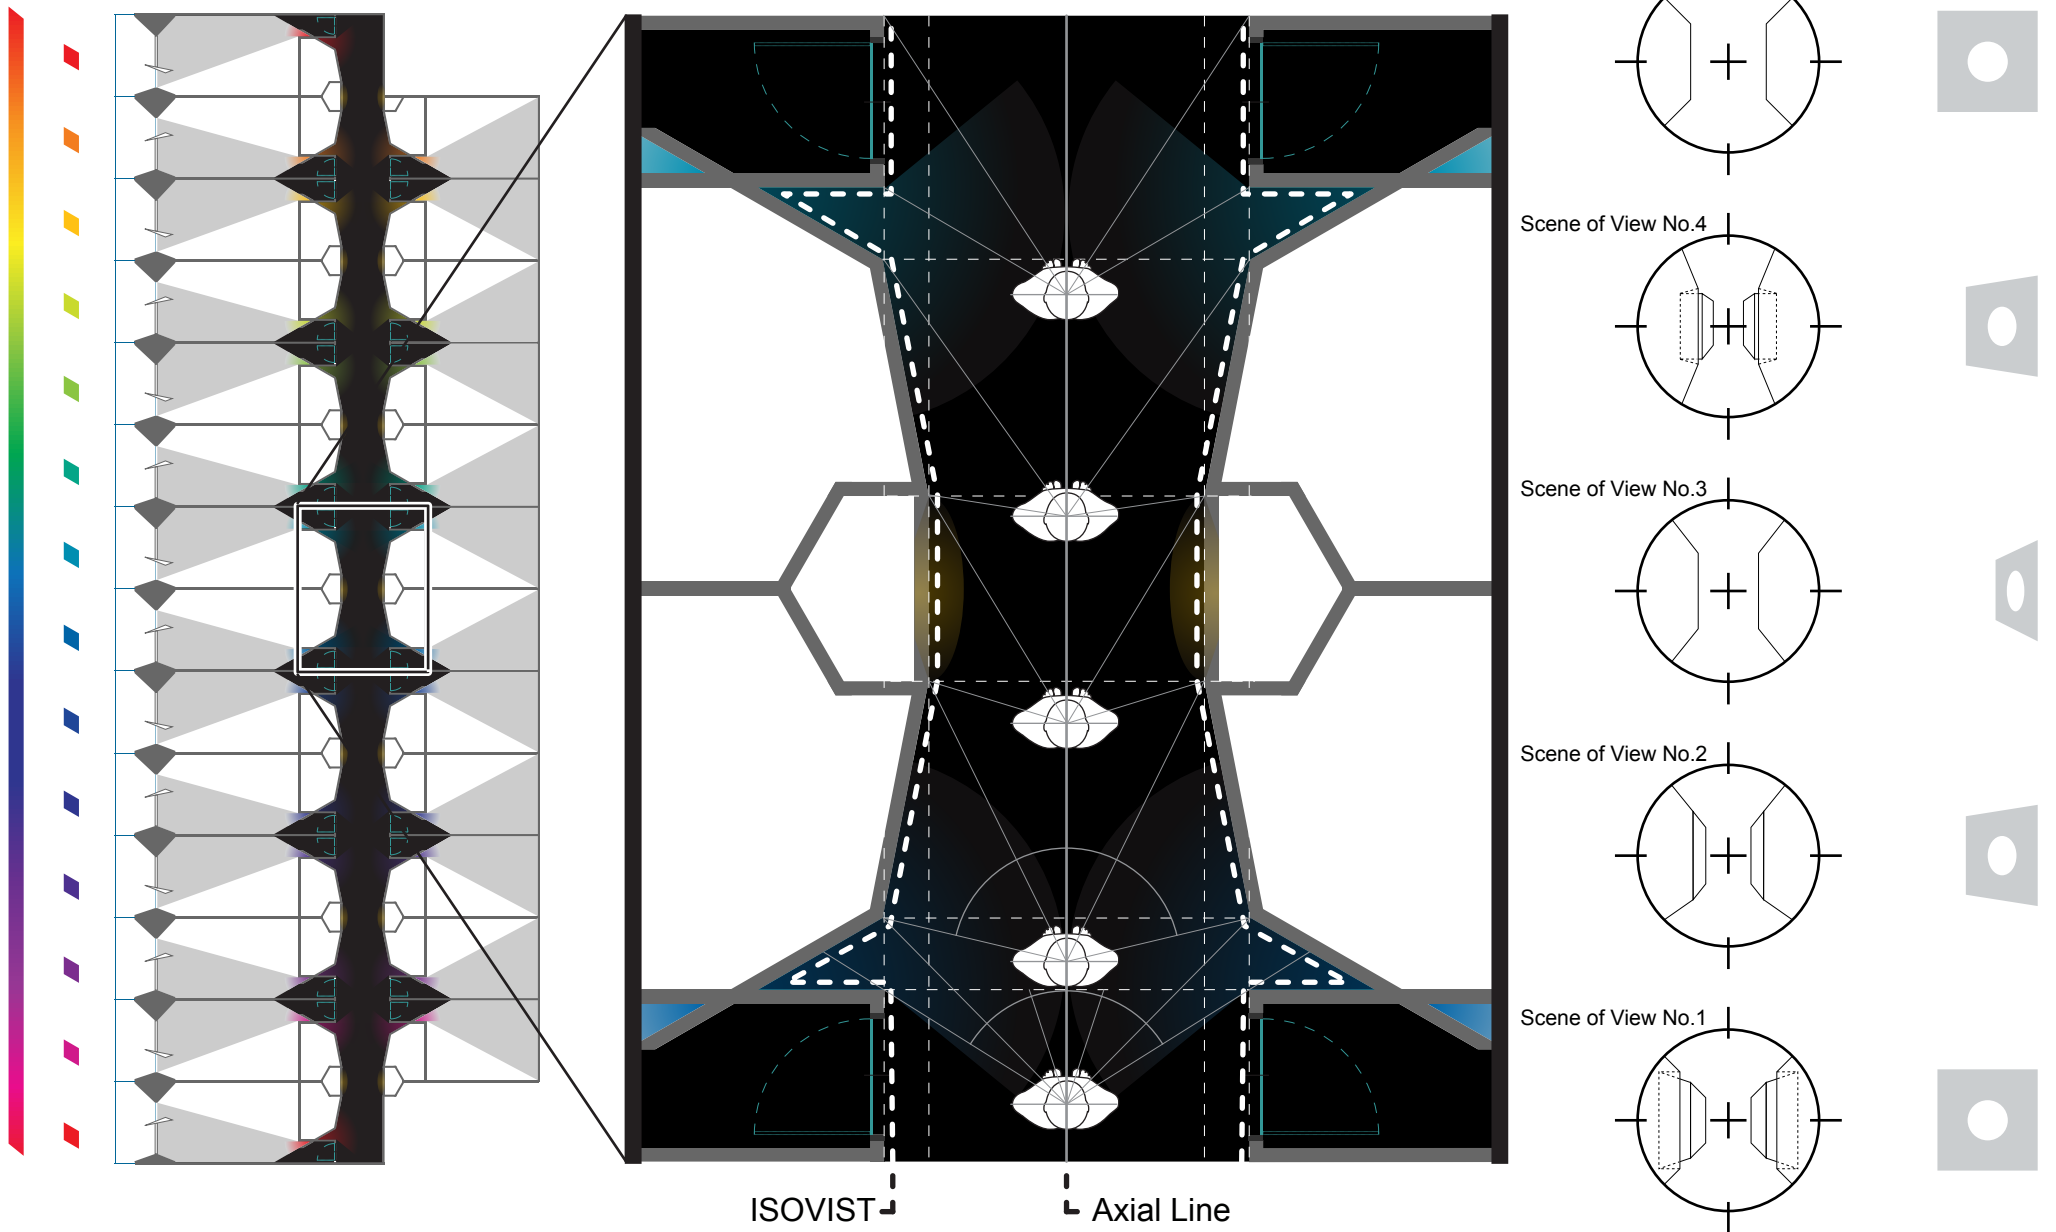 Scene of View No.4
Scene of View No.3
Scene of View No.2
Scene of View No.1
ISOVIST
Axial Line